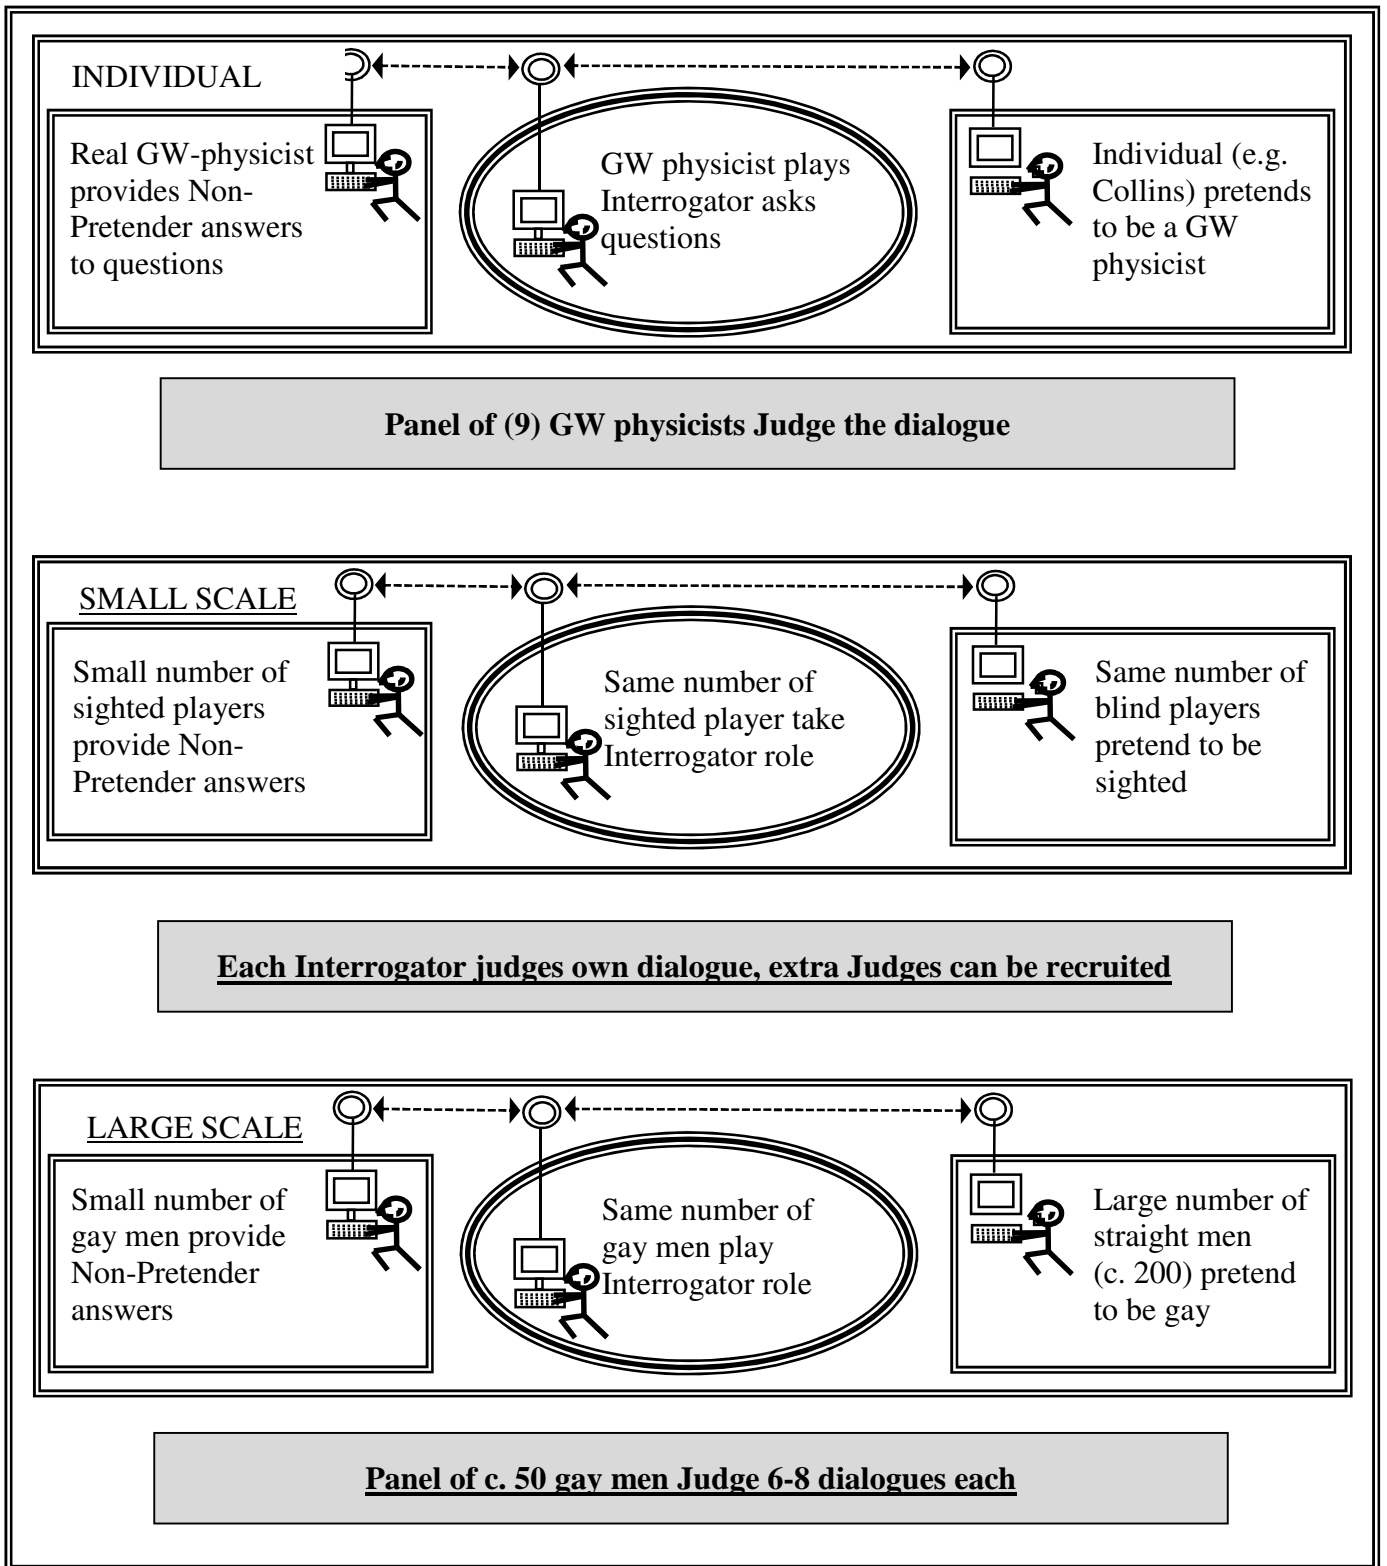 INDIVIDUAL
Real GW-physicist
provides Non-
Pretender answers
to questions
GW physicist plays
Interrogator asks
questions
Individual (e.g.
Collins) pretends
to be a GW
physicist
Panel of (9) GW physicists Judge the dialogue
SMALL SCALE
Small number of
sighted players
provide Non-
Pretender answers
Same number of
sighted player take
Interrogator role
Same number of
blind players
pretend to be
sighted
Each Interrogator judges own dialogue, extra Judges can be recruited
LARGE SCALE
Small number of
gay men provide
Non-Pretender
answers
Same number of
gay men play
Interrogator role
Large number of
straight men
(c. 200) pretend
to be gay
Panel of c. 50 gay men Judge 6-8 dialogues each